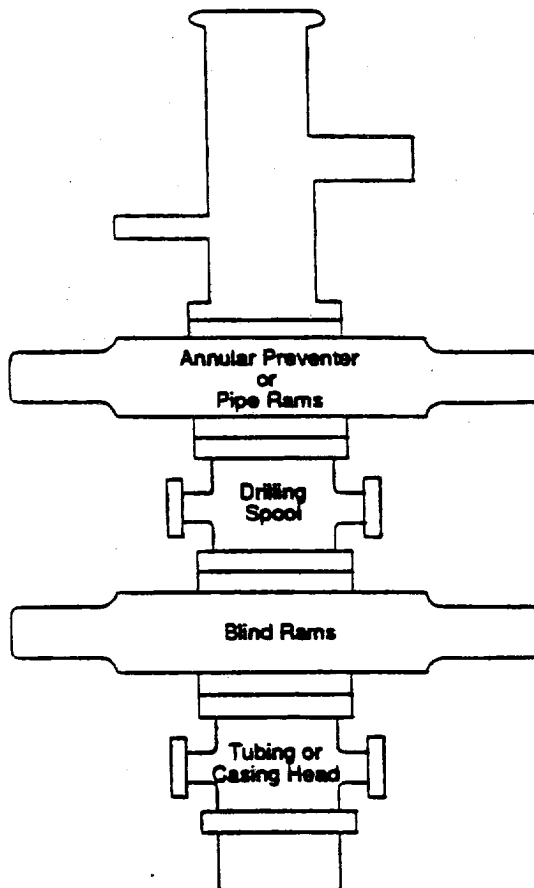 Annular Preventer
or
Pipe Rams
Drilling
Spool
Blind Rams
Tubing or
Casing Head